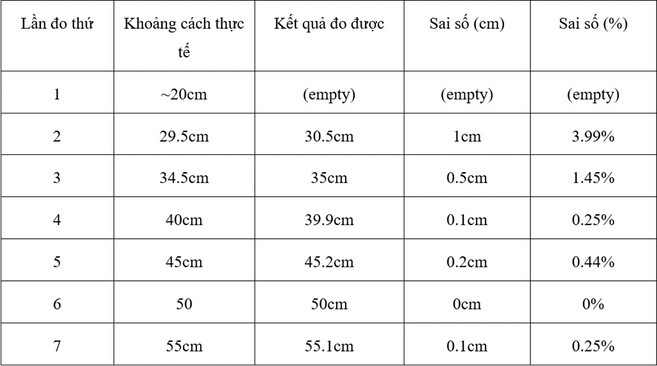 Lần đo thứ Khoảng cách thực tế Kết quả đo được Sai số (cm) Sai số (%)
1 ~20cm (empty) (empty) (empty)
2 29.5cm 30.5cm 1cm 3.99%
3 34.5cm 35cm 0.5cm 1.45%
4 40cm 39.9cm 0.1cm 0.25%
5 45cm 45.2cm 0.2cm 0.44%
6 50 50cm 0cm 0%
7 55cm 55.1cm 0.1cm 0.25%